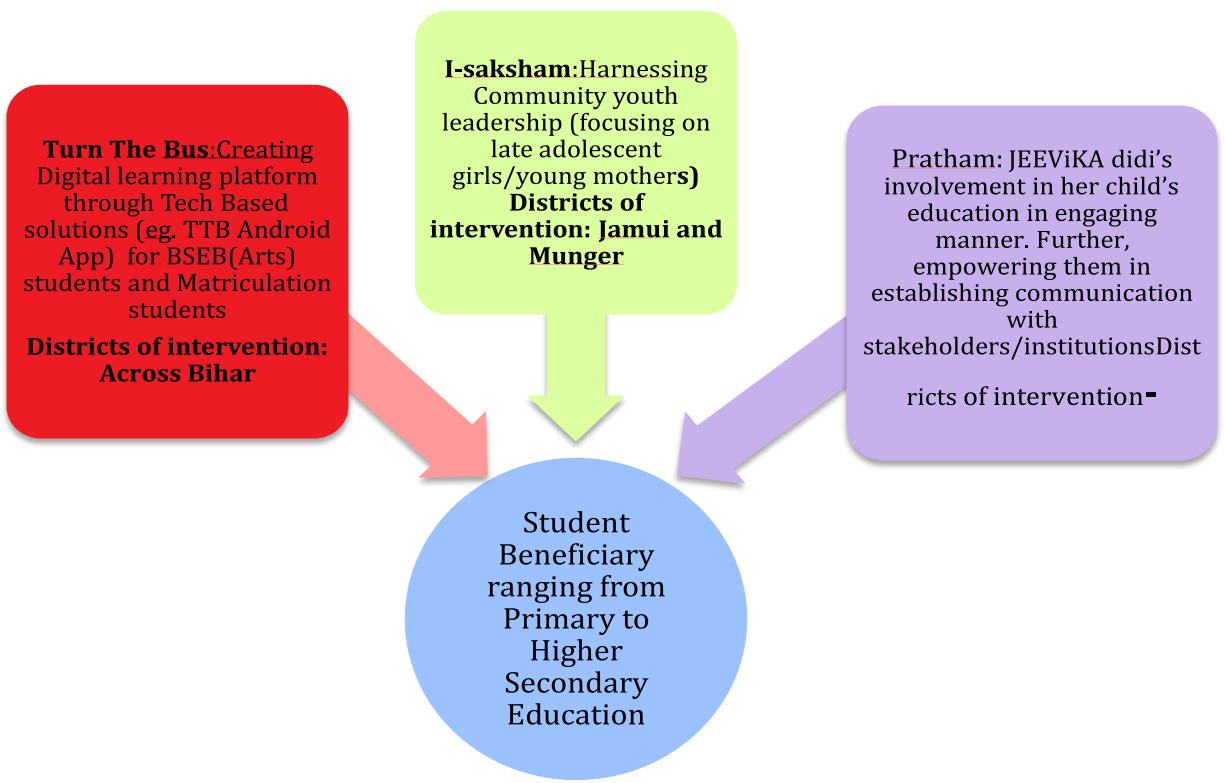 Turn The Bus:Creating
Digital learning platform
through Tech Based
solutions (eg. TTB Android
App)  for BSEB(Arts)
students and Matriculation
students
Districts of intervention:
Across Bihar
I-saksham:Harnessing
Community youth
leadership (focusing on
late adolescent
girls/young mothers)
Districts of
intervention: Jamui and
Munger
Pratham: JEEViKA didi’s
involvement in her child’s
education in engaging
manner. Further,
empowering them in
establishing communication
with
stakeholders/institutionsDist
ricts of intervention-
Student
Beneficiary
ranging from
Primary to
Higher
Secondary
Education